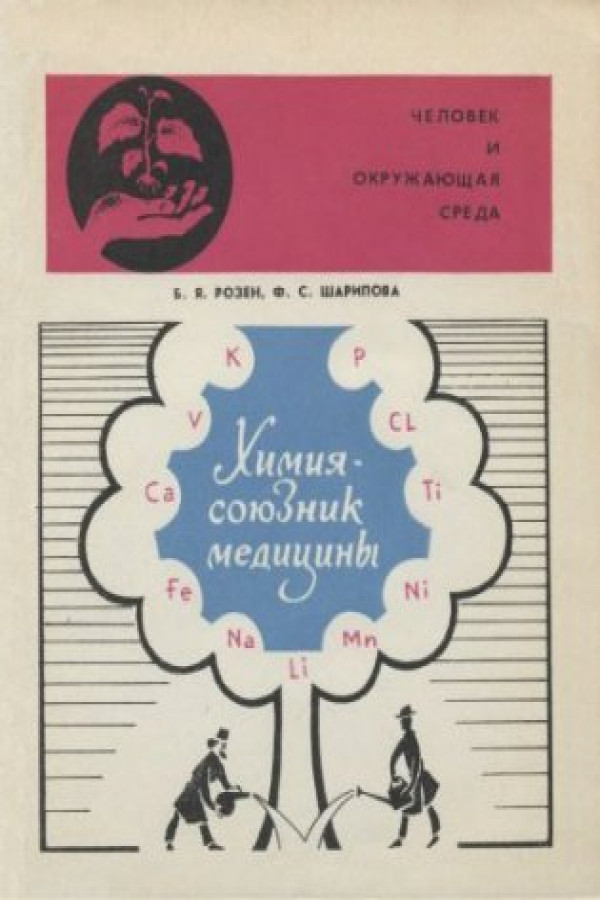 ЧЕЛОВЕК
И
ОКРУЖАЮЩАЯ
СРЕДА
Б. Я. РОЗЕН, Ф. С. ШАРИПОВА
K P
V CL
Химия-
союзник
медицины
Ca Ti
Fe Ni
Na Mn
Li